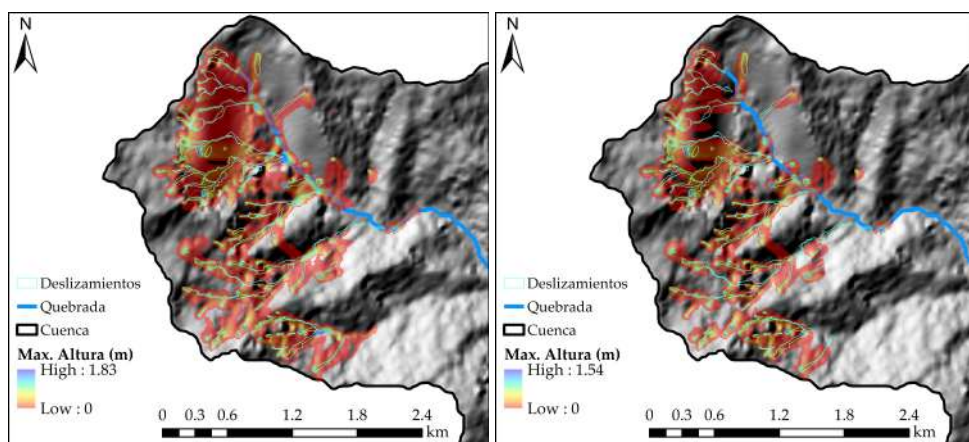 N
Deslizamientos
Quebrada
Cuenca
Max. Altura (m)
High : 1.83
Low : 0
0 0.3 0.6 1.2 1.8 2.4
km
N
Deslizamientos
Quebrada
Cuenca
Max. Altura (m)
High : 1.54
Low : 0
0 0.3 0.6 1.2 1.8 2.4
km